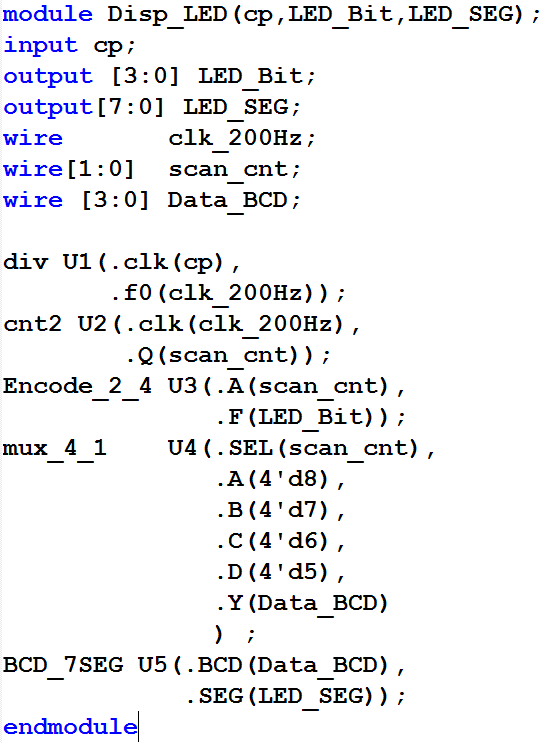 module Disp_LED(cp,LED_Bit,LED_SEG);
input cp;
output [3:0] LED_Bit;
output[7:0] LED_SEG;
wire      clk_200Hz;
wire[1:0]  scan_cnt;
wire [3:0] Data_BCD;

div U1(.clk(cp),
       .f0(clk_200Hz));
cnt2 U2(.clk(clk_200Hz),
        .Q(scan_cnt));
Encode_2_4 U3(.A(scan_cnt),
              .F(LED_Bit));
mux_4_1    U4(.SEL(scan_cnt),
              .A(4'd8),
              .B(4'd7),
              .C(4'd6),
              .D(4'd5),
              .Y(Data_BCD)
              ) ;
BCD_7SEG U5(.BCD(Data_BCD),
            .SEG(LED_SEG));
endmodule